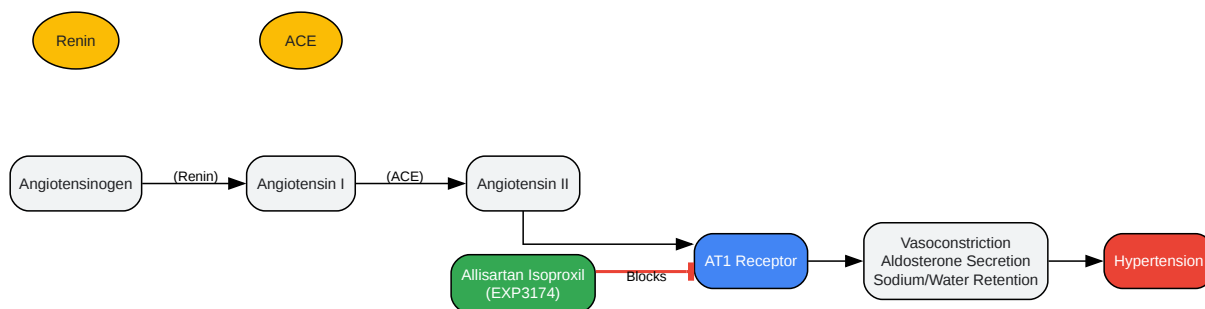 Renin
ACE
Angiotensinogen
(Renin)
Angiotensin I
(ACE)
Angiotensin II
Allisartan Isoproxil
(EXP3174)
Blocks
AT1 Receptor
Vasoconstriction
Aldosterone Secretion
Sodium/Water Retention
Hypertension